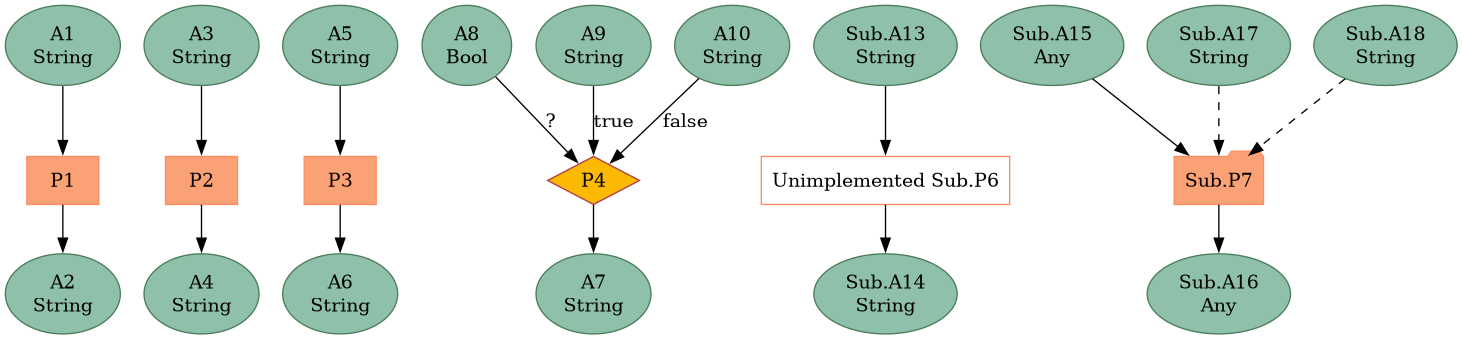 A1
String
A3
String
A5
String
A8
Bool
A9
String
A10
String
Sub.A13
String
Sub.A15
Any
Sub.A17
String
Sub.A18
String
?
true
false
P1
P2
P3
P4
Unimplemented Sub.P6
Sub.P7
A2
String
A4
String
A6
String
A7
String
Sub.A14
String
Sub.A16
Any